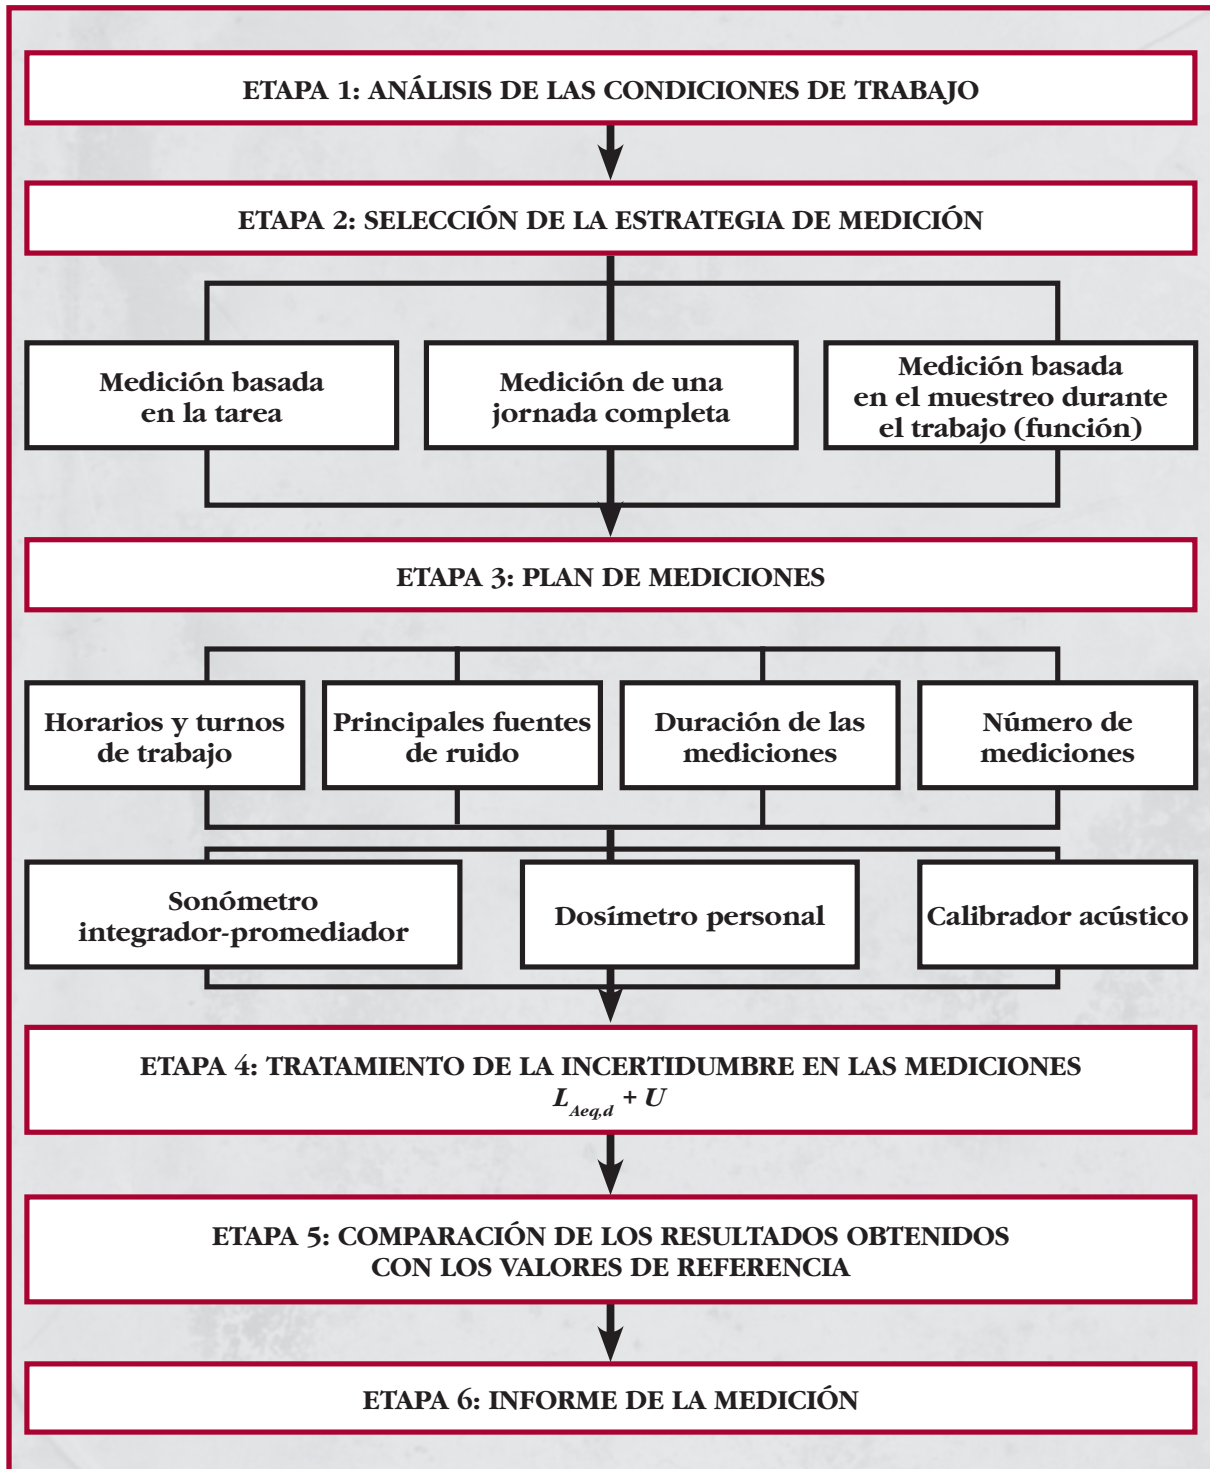 ETAPA 1: ANÁLISIS DE LAS CONDICIONES DE TRABAJO
ETAPA 2: SELECCIÓN DE LA ESTRATEGIA DE MEDICIÓN
Medición basada
en la tarea
Medición de una
jornada completa
Medición basada
en el muestreo durante
el trabajo (función)
ETAPA 3: PLAN DE MEDICIONES
Horarios y turnos
de trabajo
Principales fuentes
de ruido
Duración de las
mediciones
Número de
mediciones
Sonómetro
integrador-promediador
Dosímetro personal
Calibrador acústico
ETAPA 4: TRATAMIENTO DE LA INCERTIDUMBRE EN LAS MEDICIONES
L_Aeq,d + U
ETAPA 5: COMPARACIÓN DE LOS RESULTADOS OBTENIDOS
CON LOS VALORES DE REFERENCIA
ETAPA 6: INFORME DE LA MEDICIÓN